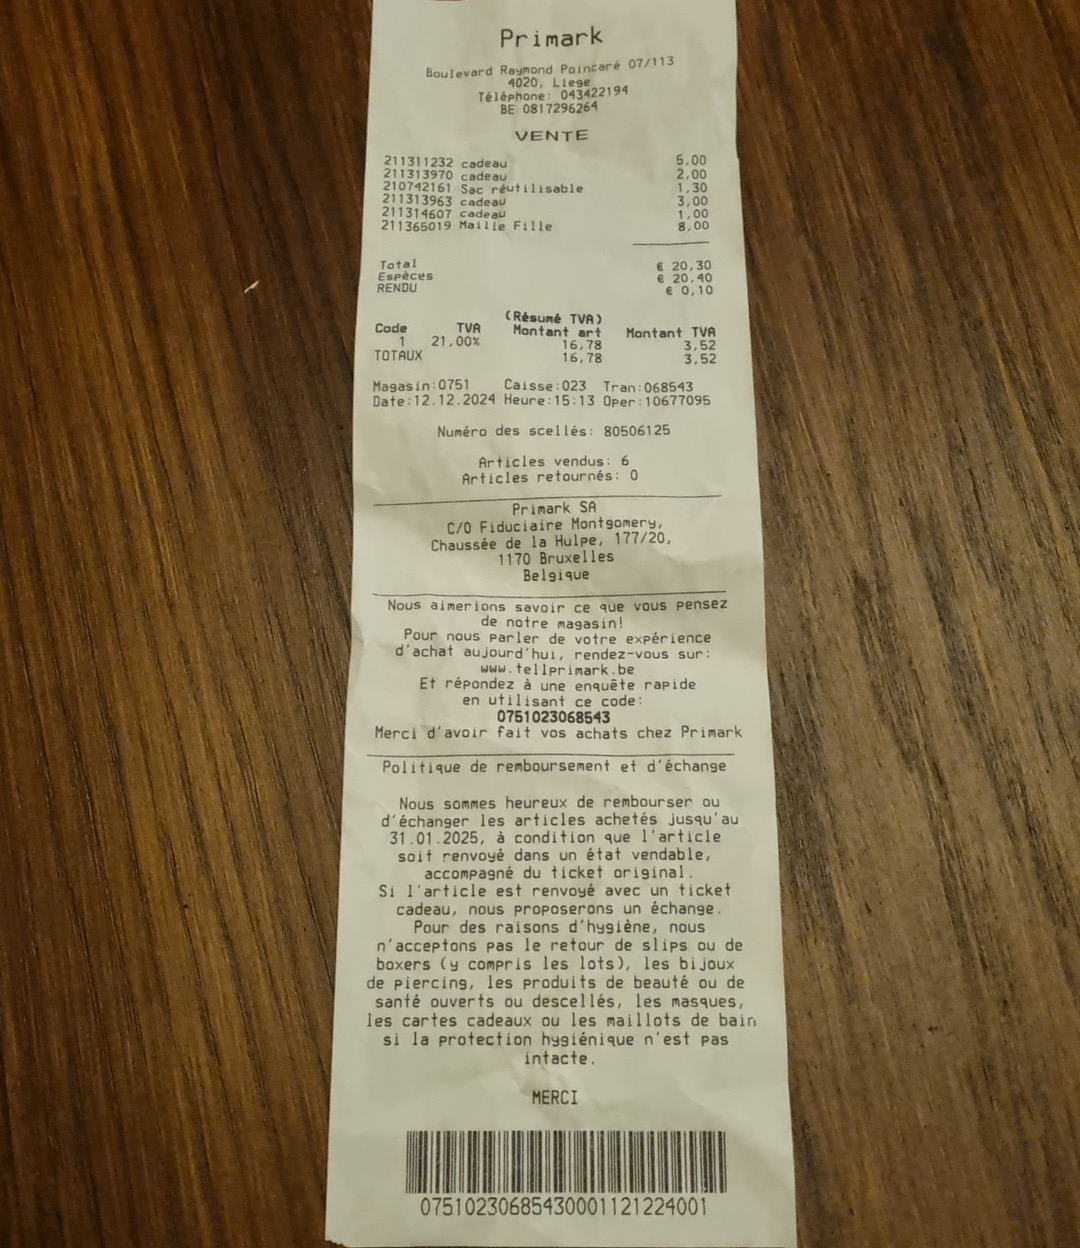 Primark
Boulevard Raymond Poincaré 07/113
4020, Liege
Téléphone: 043422194
BE 0817296264
VENTE
211311232 cadeau 5,00
211313970 cadeau 2,00
210742161 Sac réutilisable 1,30
211313963 cadeau 3,00
211314607 cadeau 1,00
211365019 Maille Fille 8,00
Total € 20,30
Espèces € 20,40
RENDU € 0,10
(Résumé TVA)
Code TVA Montant art Montant TVA
1 21,00% 16,78 3,52
TOTAUX 16,78 3,52
Magasin:0751 Caisse:023 Tran:068543
Date:12.12.2024 Heure:15:13 Oper:10677095
Numéro des scellés: 80506125
Articles vendus: 6
Articles retournés: 0
Primark SA
C/O Fiduciaire Montgomery,
Chaussée de la Hulpe, 177/20,
1170 Bruxelles
Belgique
Nous aimerions savoir ce que vous pensez
de notre magasin!
Pour nous parler de votre expérience
d'achat aujourd'hui, rendez-vous sur:
www.tellprimark.be
Et répondez à une enquête rapide
en utilisant ce code:
0751023068543
Merci d'avoir fait vos achats chez Primark
Politique de remboursement et d'échange
Nous sommes heureux de rembourser ou
d'échanger les articles achetés jusqu'au
31.01.2025, à condition que l'article
soit renvoyé dans un état vendable,
accompagné du ticket original.
Si l'article est renvoyé avec un ticket
cadeau, nous proposerons un échange.
Pour des raisons d'hygiène, nous
n'acceptons pas le retour de slips ou de
boxers (y compris les lots), les bijoux
de piercing, les produits de beauté ou de
santé ouverts ou descellés, les masques,
les cartes cadeaux ou les maillots de bain
si la protection hygiénique n'est pas
intacte.
MERCI
07510230685430001121224001